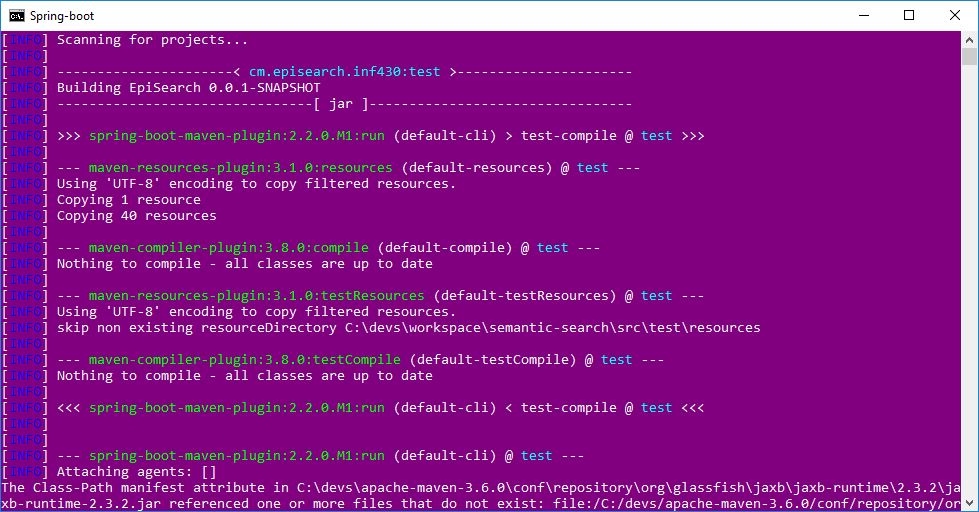 Spring-boot
[INFO] Scanning for projects...
[INFO]
[INFO] ----------------------< cm.episearch.inf430:test >----------------------
[INFO] Building EpiSearch 0.0.1-SNAPSHOT
[INFO] --------------------------------[ jar ]---------------------------------
[INFO]
[INFO] >>> spring-boot-maven-plugin:2.2.0.M1:run (default-cli) > test-compile @ test >>>
[INFO]
[INFO] --- maven-resources-plugin:3.1.0:resources (default-resources) @ test ---
[INFO] Using 'UTF-8' encoding to copy filtered resources.
[INFO] Copying 1 resource
[INFO] Copying 40 resources
[INFO]
[INFO] --- maven-compiler-plugin:3.8.0:compile (default-compile) @ test ---
[INFO] Nothing to compile - all classes are up to date
[INFO]
[INFO] --- maven-resources-plugin:3.1.0:testResources (default-testResources) @ test ---
[INFO] Using 'UTF-8' encoding to copy filtered resources.
[INFO] skip non existing resourceDirectory C:\devs\workspace\semantic-search\src\test\resources
[INFO]
[INFO] --- maven-compiler-plugin:3.8.0:testCompile (default-testCompile) @ test ---
[INFO] Nothing to compile - all classes are up to date
[INFO]
[INFO] <<< spring-boot-maven-plugin:2.2.0.M1:run (default-cli) < test-compile @ test <<<
[INFO]
[INFO]
[INFO] --- spring-boot-maven-plugin:2.2.0.M1:run (default-cli) @ test ---
[INFO] Attaching agents: []
The Class-Path manifest attribute in C:\devs\apache-maven-3.6.0\conf\repository\org\glassfish\jaxb\jaxb-runtime\2.3.2\ja
xb-runtime-2.3.2.jar referenced one or more files that do not exist: file:/C:/devs/apache-maven-3.6.0/conf/repository/or